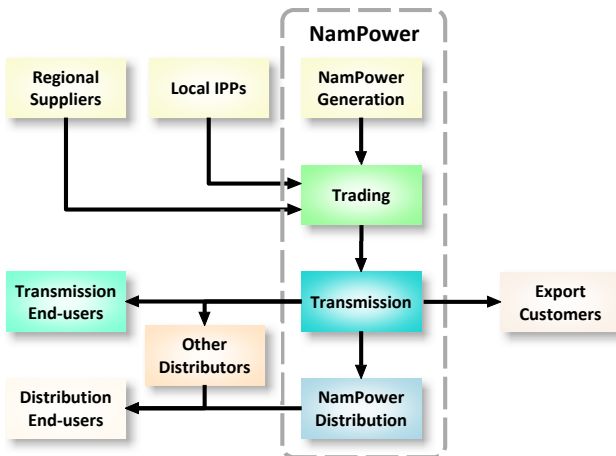 NamPower
Regional
Suppliers
Local IPPs
NamPower
Generation
Trading
Transmission
End-users
Transmission
Export
Customers
Other
Distributors
Distribution
End-users
NamPower
Distribution